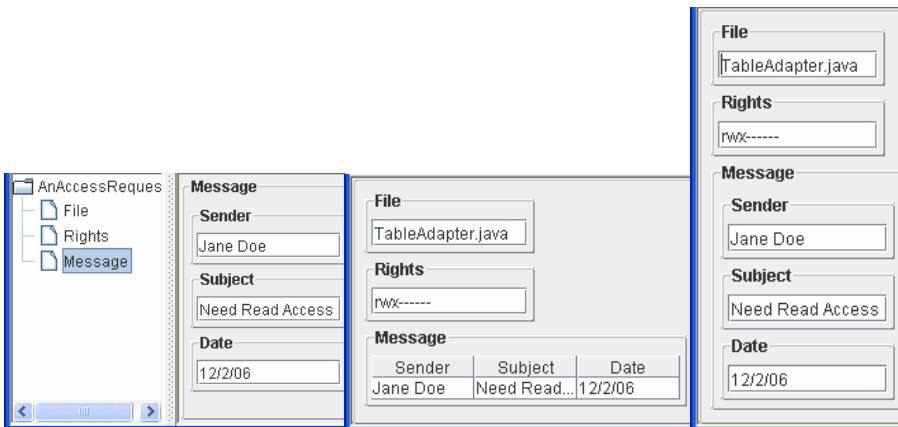 AnAccessReques
File
Rights
Message
Message
Sender
Jane Doe
Subject
Need Read Access
Date
12/2/06
File
TableAdapter.java
Rights
rwx------
Message
Sender Subject Date
Jane Doe Need Read... 12/2/06
File
TableAdapter.java
Rights
rwx------
Message
Sender
Jane Doe
Subject
Need Read Access
Date
12/2/06